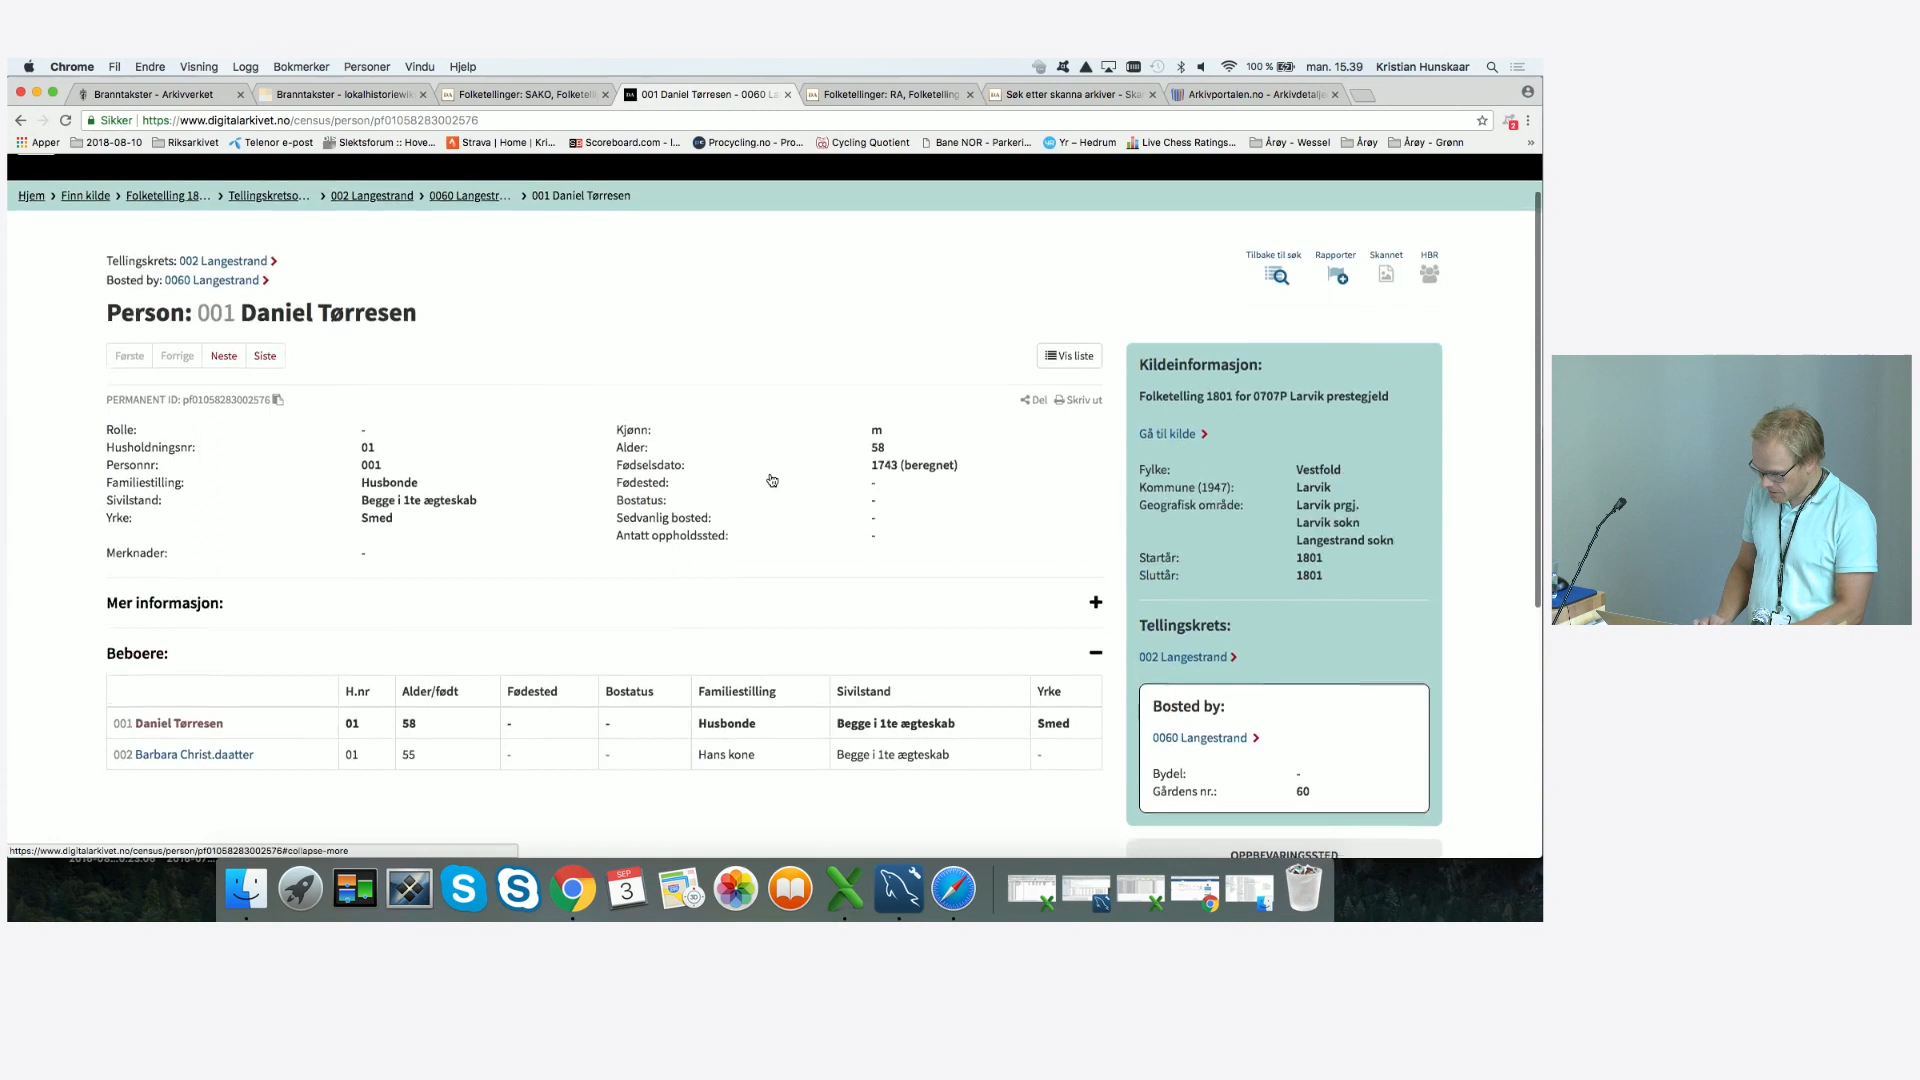 Chrome Fil Endre Visning Logg Bokmerker Personer Vindu Hjelp 100 % man. 15.39 Kristian Hunskaar
Branntakster - Arkivverket Branntakster - lokalhistoriewik Folketellinger: SAKO, Folketelli 001 Daniel Tørresen - 0060 La Folketellinger: RA, Folketelling Søk etter skanna arkiver - Ska Arkivportalen.no - Arkivdetalje
Sikker https://www.digitalarkivet.no/census/person/pf01058283002576
Apper 2018-08-10 Riksarkivet Telenor e-post Slektsforum :: Hove... Strava | Home | Kri... Scoreboard.com - l... Procycling.no - Pro... Cycling Quotient Bane NOR - Parkeri... Yr – Hedrum Live Chess Ratings... Årøy - Wessel Årøy Årøy - Grønn »
Hjem > Finn kilde > Folketelling 18... > Tellingskretso... > 002 Langestrand > 0060 Langestr... > 001 Daniel Tørresen
Tellingskrets: 002 Langestrand >
Bosted by: 0060 Langestrand >
Tilbake til søk Rapporter Skannet HBR
Person: 001 Daniel Tørresen
Første Forrige Neste Siste
Vis liste
PERMANENT ID: pf01058283002576
Del Skriv ut
Rolle: - Kjønn: m
Husholdningsnr: 01 Alder: 58
Personnr: 001 Fødselsdato: 1743 (beregnet)
Familiestilling: Husbonde Fødested: -
Sivilstand: Begge i 1te ægteskab Bostatus: -
Yrke: Smed Sedvanlig bosted: -
Antatt oppholdssted: -
Merknader: -
Mer informasjon: +
Beboere: −
H.nr Alder/født Fødested Bostatus Familiestilling Sivilstand Yrke
001 Daniel Tørresen 01 58 - - Husbonde Begge i 1te ægteskab Smed
002 Barbara Christ.daatter 01 55 - - Hans kone Begge i 1te ægteskab -
Kildeinformasjon:
Folketelling 1801 for 0707P Larvik prestegjeld
Gå til kilde >
Fylke: Vestfold
Kommune (1947): Larvik
Geografisk område: Larvik prgj.
Larvik sokn
Langestrand sokn
Startår: 1801
Sluttår: 1801
Tellingskrets:
002 Langestrand >
Bosted by:
0060 Langestrand >
Bydel: -
Gårdens nr.: 60
OPPBEVARINGSSTED
https://www.digitalarkivet.no/census/person/pf01058283002576#collapse-more
SEP
3
3D